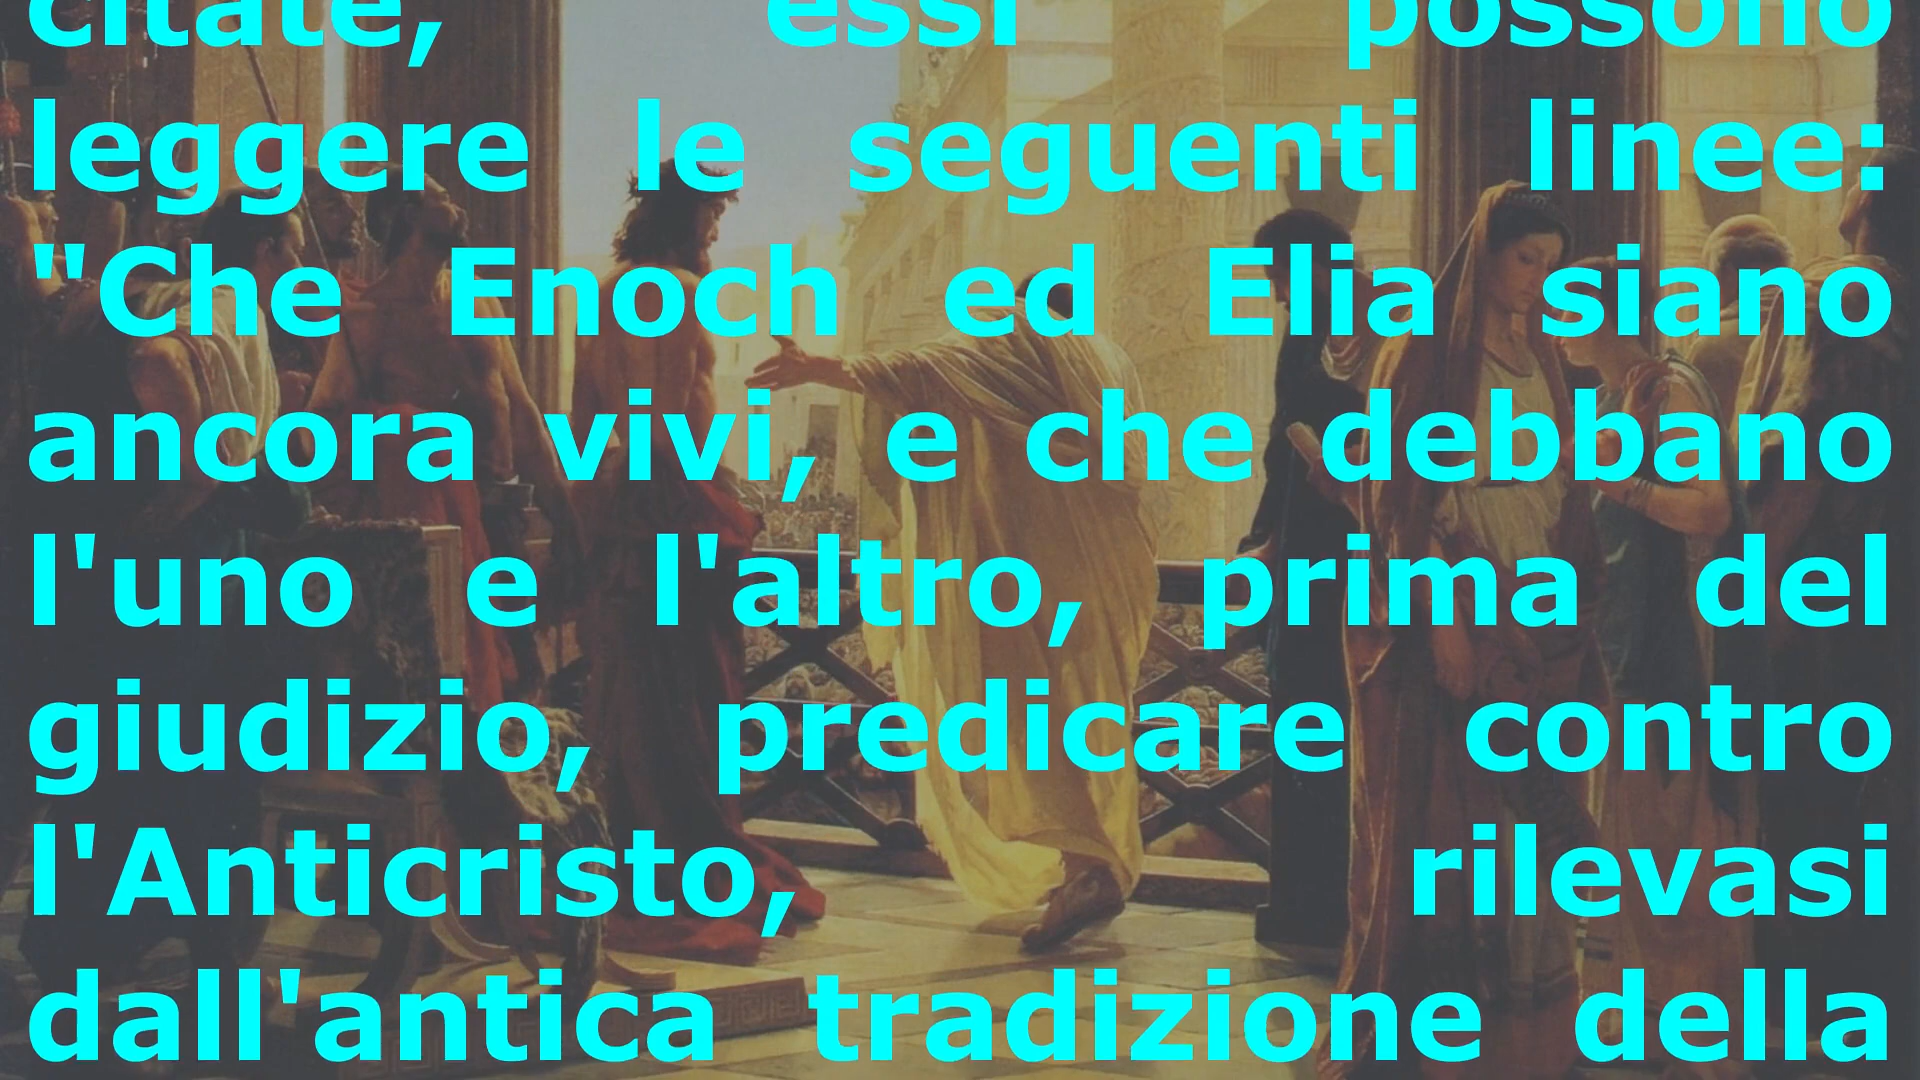 citate, essi possono
leggere le seguenti linee:
"Che Enoch ed Elia siano
ancora vivi, e che debbano
l'uno e l'altro, prima del
giudizio, predicare contro
l'Anticristo, rilevasi
dall'antica tradizione della